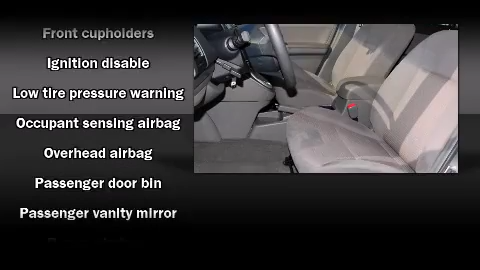 Front cupholders
Ignition disable
Low tire pressure warning
Occupant sensing airbag
Overhead airbag
Passenger door bin
Passenger vanity mirror